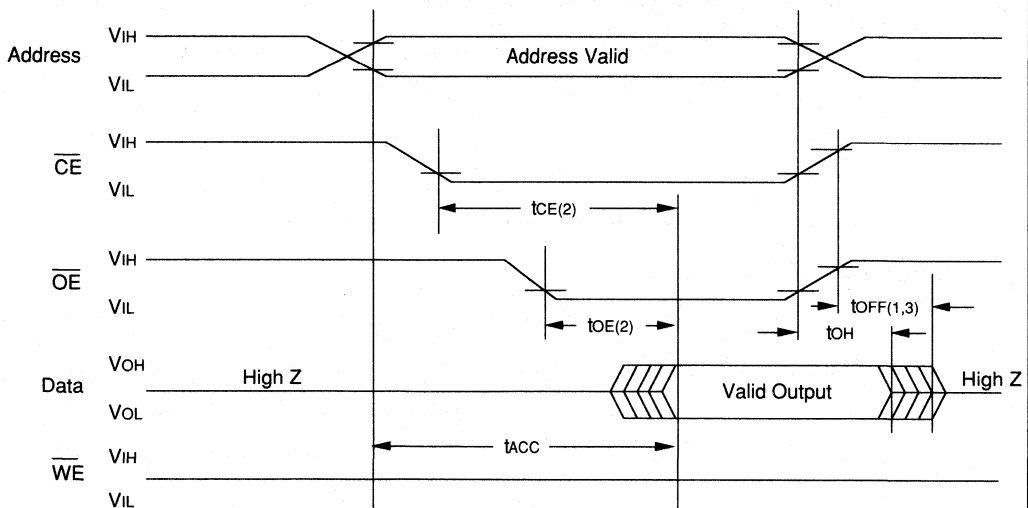 VIH
Address
Address Valid
VIL
VIH
CE
VIL
tCE(2)
VIH
OE
VIL
tOE(2)
tOFF(1,3)
tOH
VOH
Data
High Z
Valid Output
High Z
VOL
tACC
VIH
WE
VIL